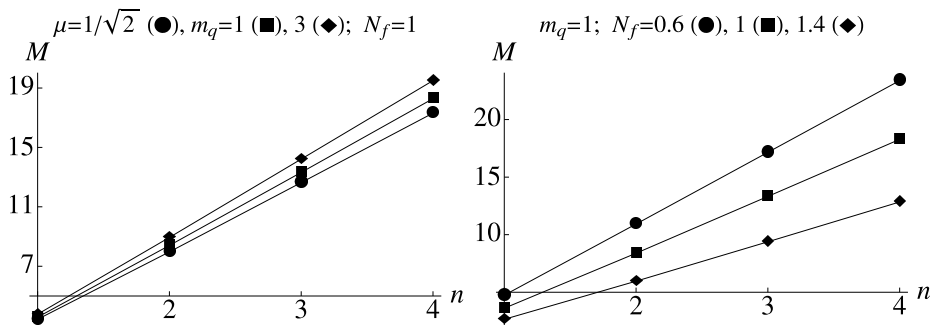 μ=1/√2 (●), m_q=1 (■), 3 (◆); N_f=1
M
19
15
11
7
2
3
4
n
m_q=1; N_f=0.6 (●), 1 (■), 1.4 (◆)
M
20
15
10
2
3
4
n